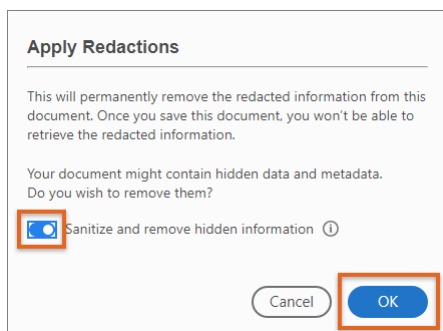 Apply Redactions
This will permanently remove the redacted information from this
document. Once you save this document, you won't be able to
retrieve the redacted information.
Your document might contain hidden data and metadata.
Do you wish to remove them?
Sanitize and remove hidden information
Cancel OK